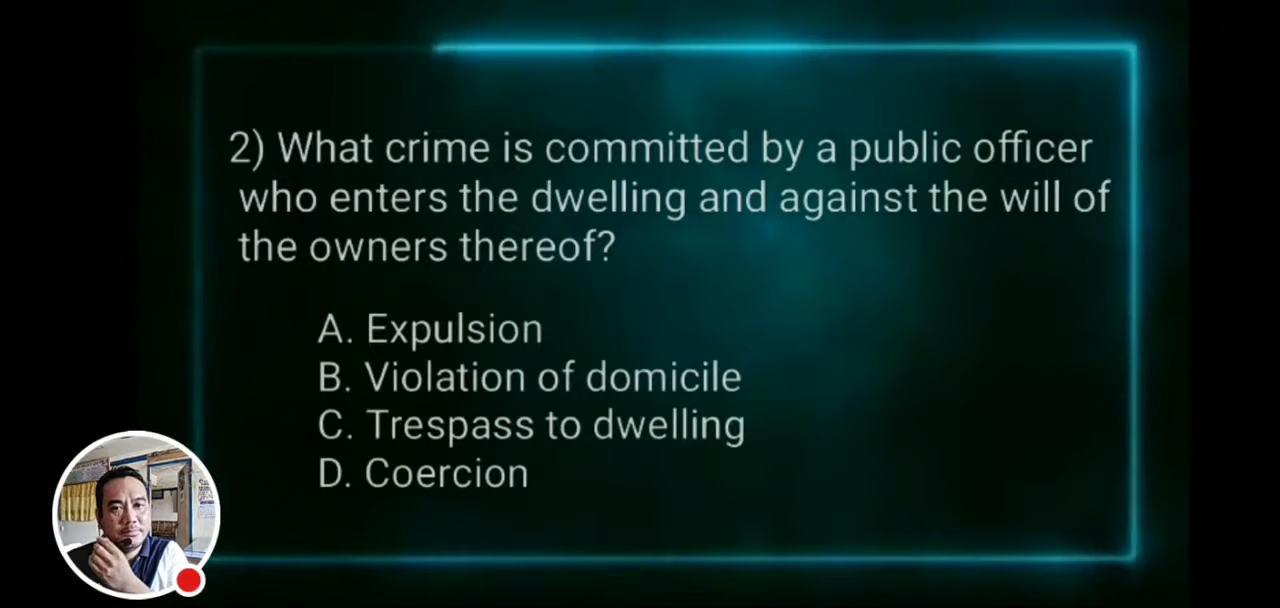 2) What crime is committed by a public officer
who enters the dwelling and against the will of
the owners thereof?
A. Expulsion
B. Violation of domicile
C. Trespass to dwelling
D. Coercion